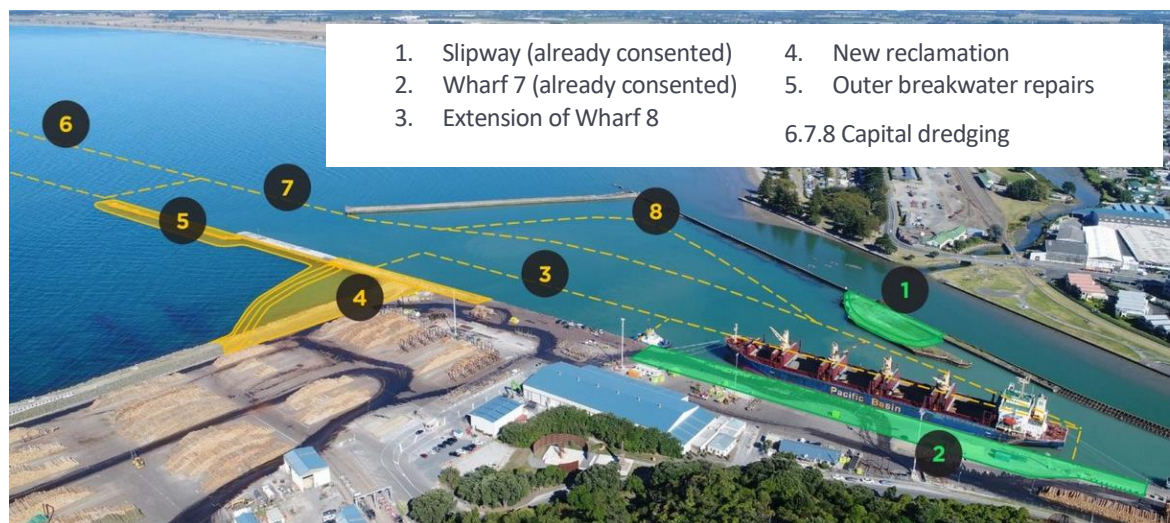 1. Slipway (already consented)
2. Wharf 7 (already consented)
3. Extension of Wharf 8
4. New reclamation
5. Outer breakwater repairs
6.7.8 Capital dredging
6
7
8
5
3
4
1
Pacific Basin
2